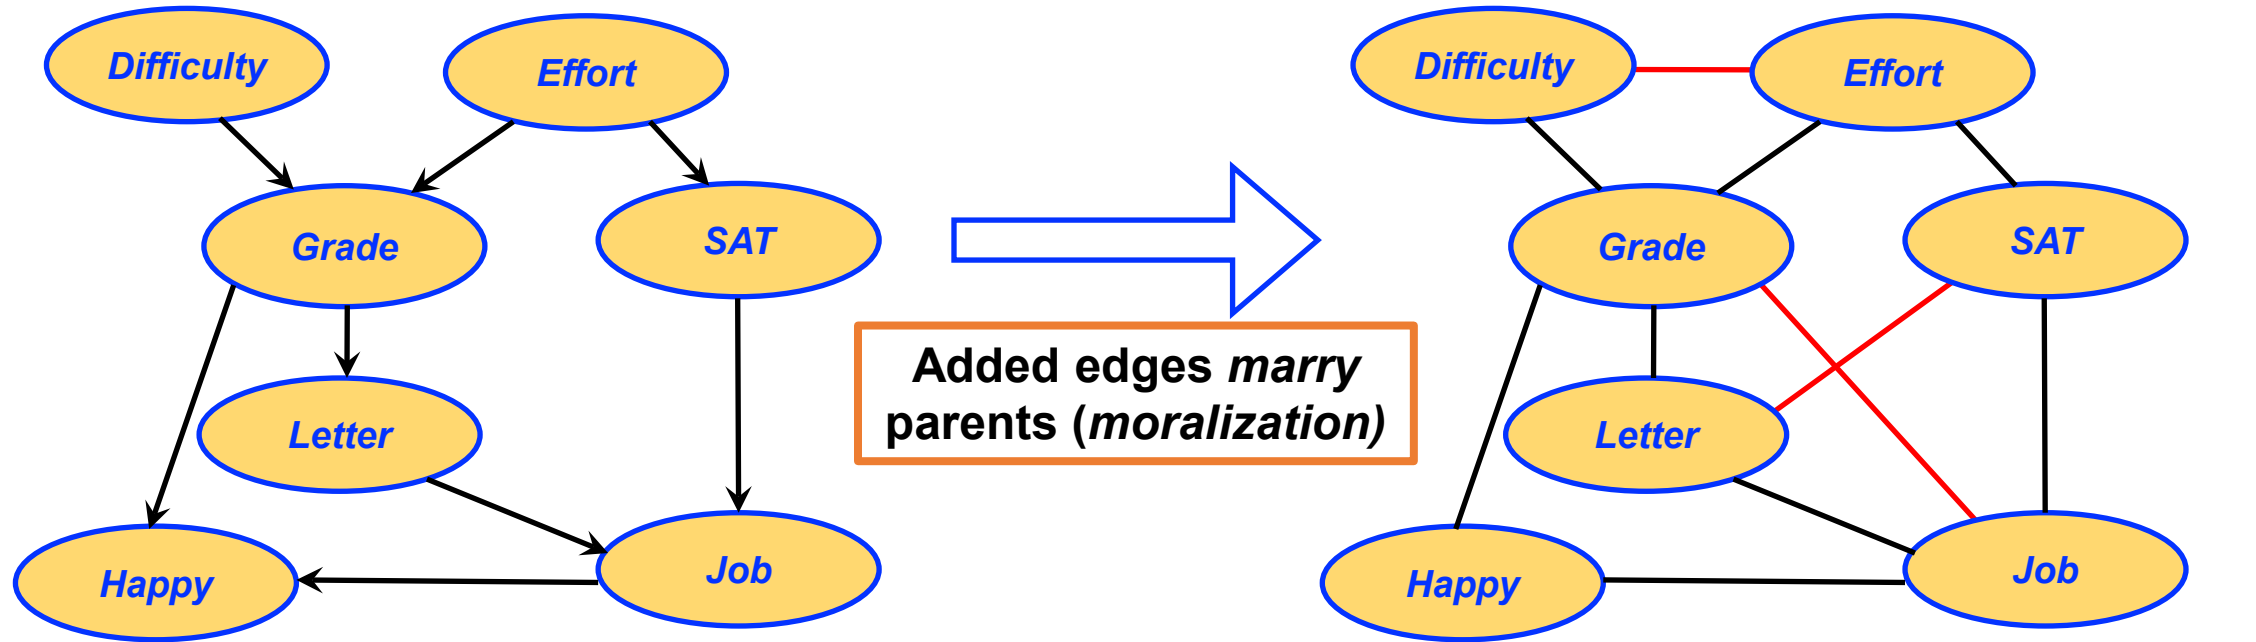 Difficulty
Effort
Grade
SAT
Letter
Happy
Job
Added edges marry
parents (moralization)
Difficulty
Effort
Grade
SAT
Letter
Happy
Job